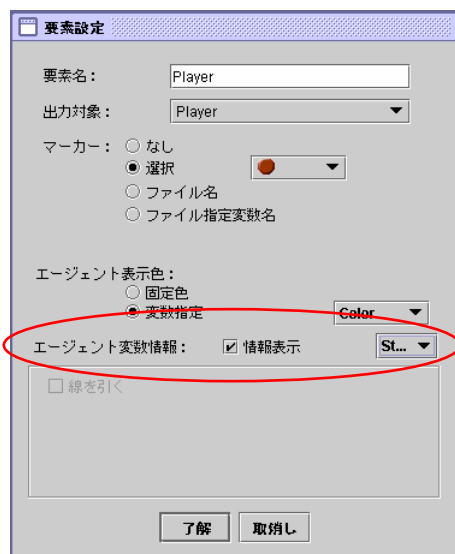 要素設定
要素名： Player
出力対象： Player
マーカー： なし
選択
ファイル名
ファイル指定変数名
エージェント表示色：
固定色
変数指定 Color
エージェント変数情報： 情報表示 St...
線を引く
了解 取消し